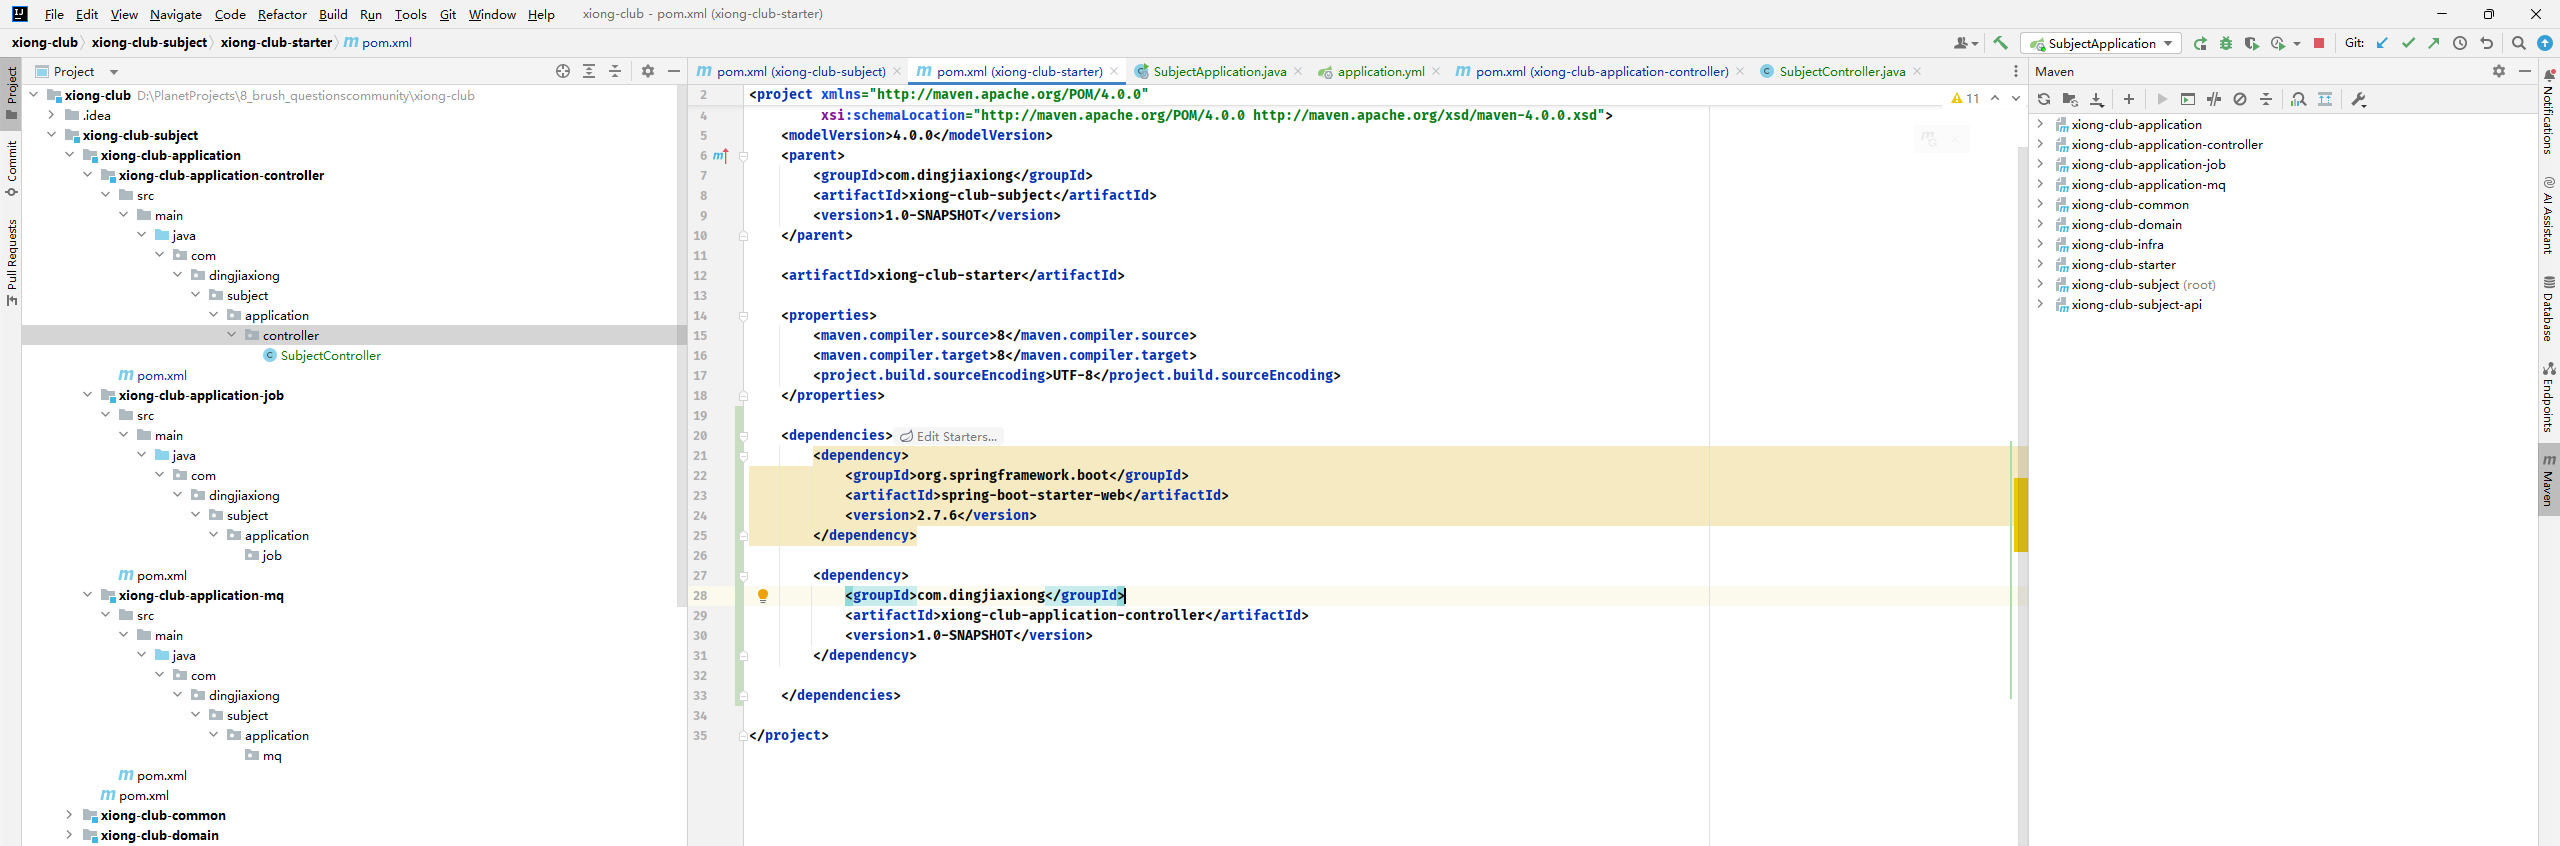 File Edit View Navigate Code Refactor Build Run Tools Git Window Help xiong-club - pom.xml (xiong-club-starter)
xiong-club xiong-club-subject xiong-club-starter pom.xml
SubjectApplication Git:
Project
pom.xml (xiong-club-subject) pom.xml (xiong-club-starter) SubjectApplication.java application.yml pom.xml (xiong-club-application-controller) SubjectController.java
Maven
Project
Commit
Pull Requests
xiong-club D:\PlanetProjects\8_brush_questionscommunity\xiong-club
.idea
xiong-club-subject
xiong-club-application
xiong-club-application-controller
src
main
java
com
dingjiaxiong
subject
application
controller
SubjectController
pom.xml
xiong-club-application-job
src
main
java
com
dingjiaxiong
subject
application
job
pom.xml
xiong-club-application-mq
src
main
java
com
dingjiaxiong
subject
application
mq
pom.xml
pom.xml
xiong-club-common
xiong-club-domain
11
2 <project xmlns="http://maven.apache.org/POM/4.0.0"
4 xsi:schemaLocation="http://maven.apache.org/POM/4.0.0 http://maven.apache.org/xsd/maven-4.0.0.xsd">
5 <modelVersion>4.0.0</modelVersion>
6 <parent>
7 <groupId>com.dingjiaxiong</groupId>
8 <artifactId>xiong-club-subject</artifactId>
9 <version>1.0-SNAPSHOT</version>
10 </parent>
11
12 <artifactId>xiong-club-starter</artifactId>
13
14 <properties>
15 <maven.compiler.source>8</maven.compiler.source>
16 <maven.compiler.target>8</maven.compiler.target>
17 <project.build.sourceEncoding>UTF-8</project.build.sourceEncoding>
18 </properties>
19
20 <dependencies> Edit Starters...
21 <dependency>
22 <groupId>org.springframework.boot</groupId>
23 <artifactId>spring-boot-starter-web</artifactId>
24 <version>2.7.6</version>
25 </dependency>
26
27 <dependency>
28 <groupId>com.dingjiaxiong</groupId>
29 <artifactId>xiong-club-application-controller</artifactId>
30 <version>1.0-SNAPSHOT</version>
31 </dependency>
32
33 </dependencies>
34
35 </project>
xiong-club-application
xiong-club-application-controller
xiong-club-application-job
xiong-club-application-mq
xiong-club-common
xiong-club-domain
xiong-club-infra
xiong-club-starter
xiong-club-subject (root)
xiong-club-subject-api
Notifications
AI Assistant
Database
Endpoints
Maven